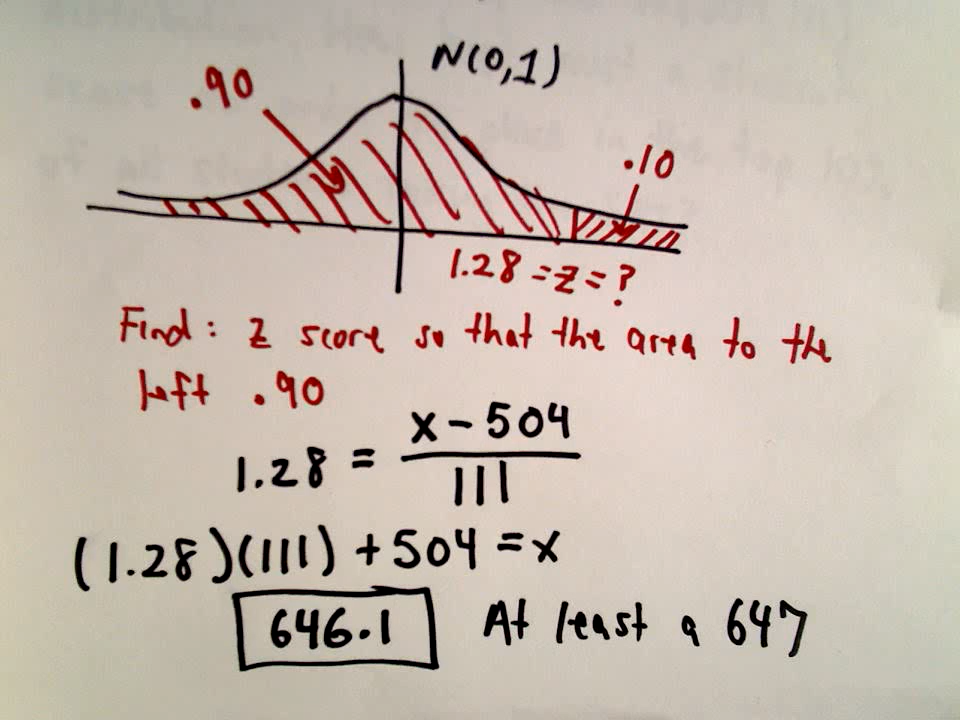 N(0,1)
.90
.10
1.28 = z = ?
Find: z score so that the area to the
left .90
1.28 = x - 504
111
(1.28)(111) + 504 = x
646.1 At least a 647